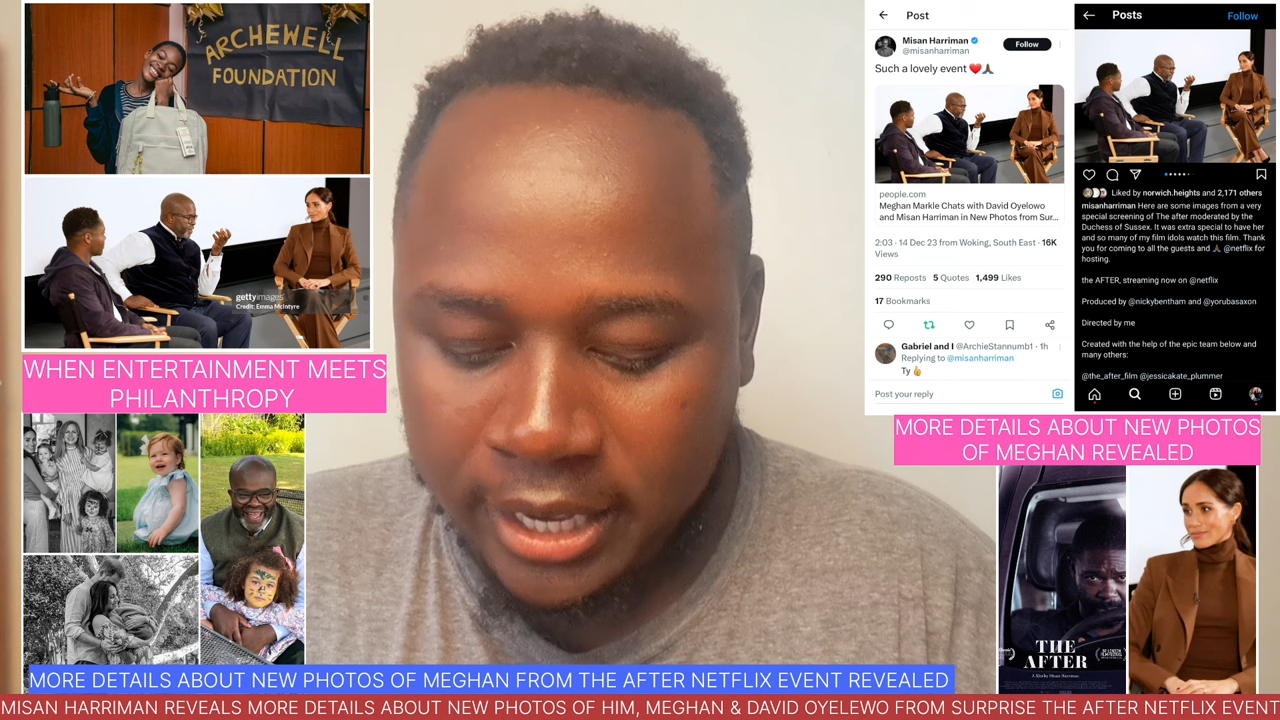 ARCHEWELL
FOUNDATION
gettyimages
Credit: Emma McIntyre
WHEN ENTERTAINMENT MEETS
PHILANTHROPY
Post
Misan Harriman
@misanharriman
Follow
Such a lovely event
people.com
Meghan Markle Chats with David Oyelowo
and Misan Harriman in New Photos from Sur...
2:03 · 14 Dec 23 from Woking, South East · 16K
Views
290 Reposts 5 Quotes 1,499 Likes
17 Bookmarks
Gabriel and I @ArchieStannumb1 · 1h
Replying to @misanharriman
Ty
Post your reply
Posts
Follow
Liked by norwich.heights and 2,171 others
misanharriman Here are some images from a very
special screening of The after moderated by the
Duchess of Sussex. It was extra special to have her
and so many of my film idols watch this film. Thank
you for coming to all the guests and @netflix for
hosting.
the AFTER, streaming now on @netflix
Produced by @nickybentham and @yorubasaxon
Directed by me
Created with the help of the epic team below and
many others:
@the_after_film @jessicakate_plummer
MORE DETAILS ABOUT NEW PHOTOS
OF MEGHAN REVEALED
THE
AFTER
A film by Misan Harriman
MORE DETAILS ABOUT NEW PHOTOS OF MEGHAN FROM THE AFTER NETFLIX EVENT REVEALED
MISAN HARRIMAN REVEALS MORE DETAILS ABOUT NEW PHOTOS OF HIM, MEGHAN & DAVID OYELEWO FROM SURPRISE THE AFTER NETFLIX EVENT